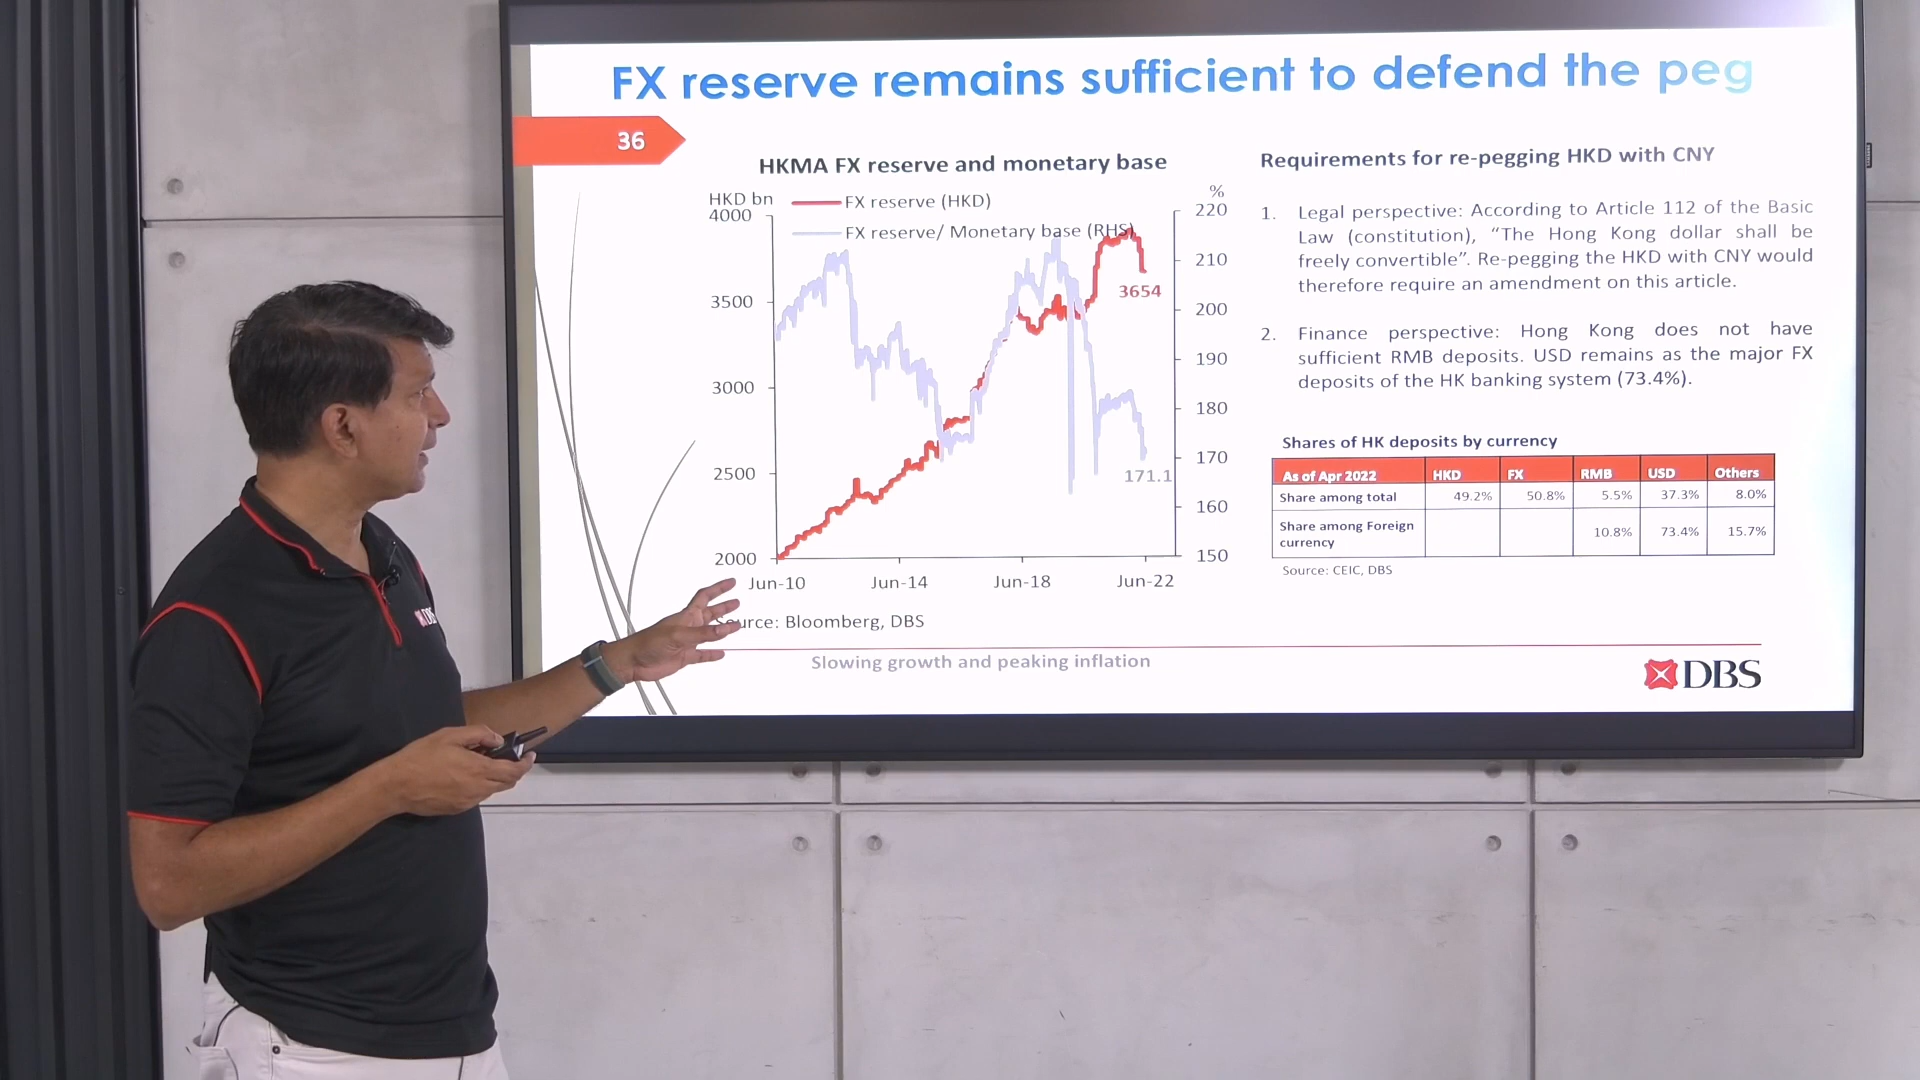 FX reserve remains sufficient to defend the peg
36
HKMA FX reserve and monetary base
HKD bn
%
FX reserve (HKD)
FX reserve/ Monetary base (RHS)
4000
3500
3000
2500
2000
220
210
200
190
180
170
160
150
3654
171.1
Jun-10 Jun-14 Jun-18 Jun-22
urce: Bloomberg, DBS
Requirements for re-pegging HKD with CNY
1. Legal perspective: According to Article 112 of the Basic
Law (constitution), “The Hong Kong dollar shall be
freely convertible”. Re-pegging the HKD with CNY would
therefore require an amendment on this article.
2. Finance perspective: Hong Kong does not have
sufficient RMB deposits. USD remains as the major FX
deposits of the HK banking system (73.4%).
Shares of HK deposits by currency
As of Apr 2022 HKD FX RMB USD Others
Share among total 49.2% 50.8% 5.5% 37.3% 8.0%
Share among Foreign
currency 10.8% 73.4% 15.7%
Source: CEIC, DBS
Slowing growth and peaking inflation
DBS